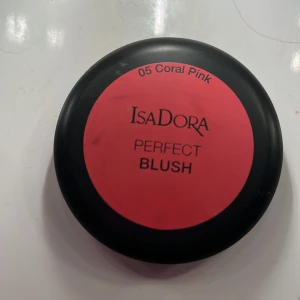 05 Coral Pink
ISADORA
PERFECT
BLUSH